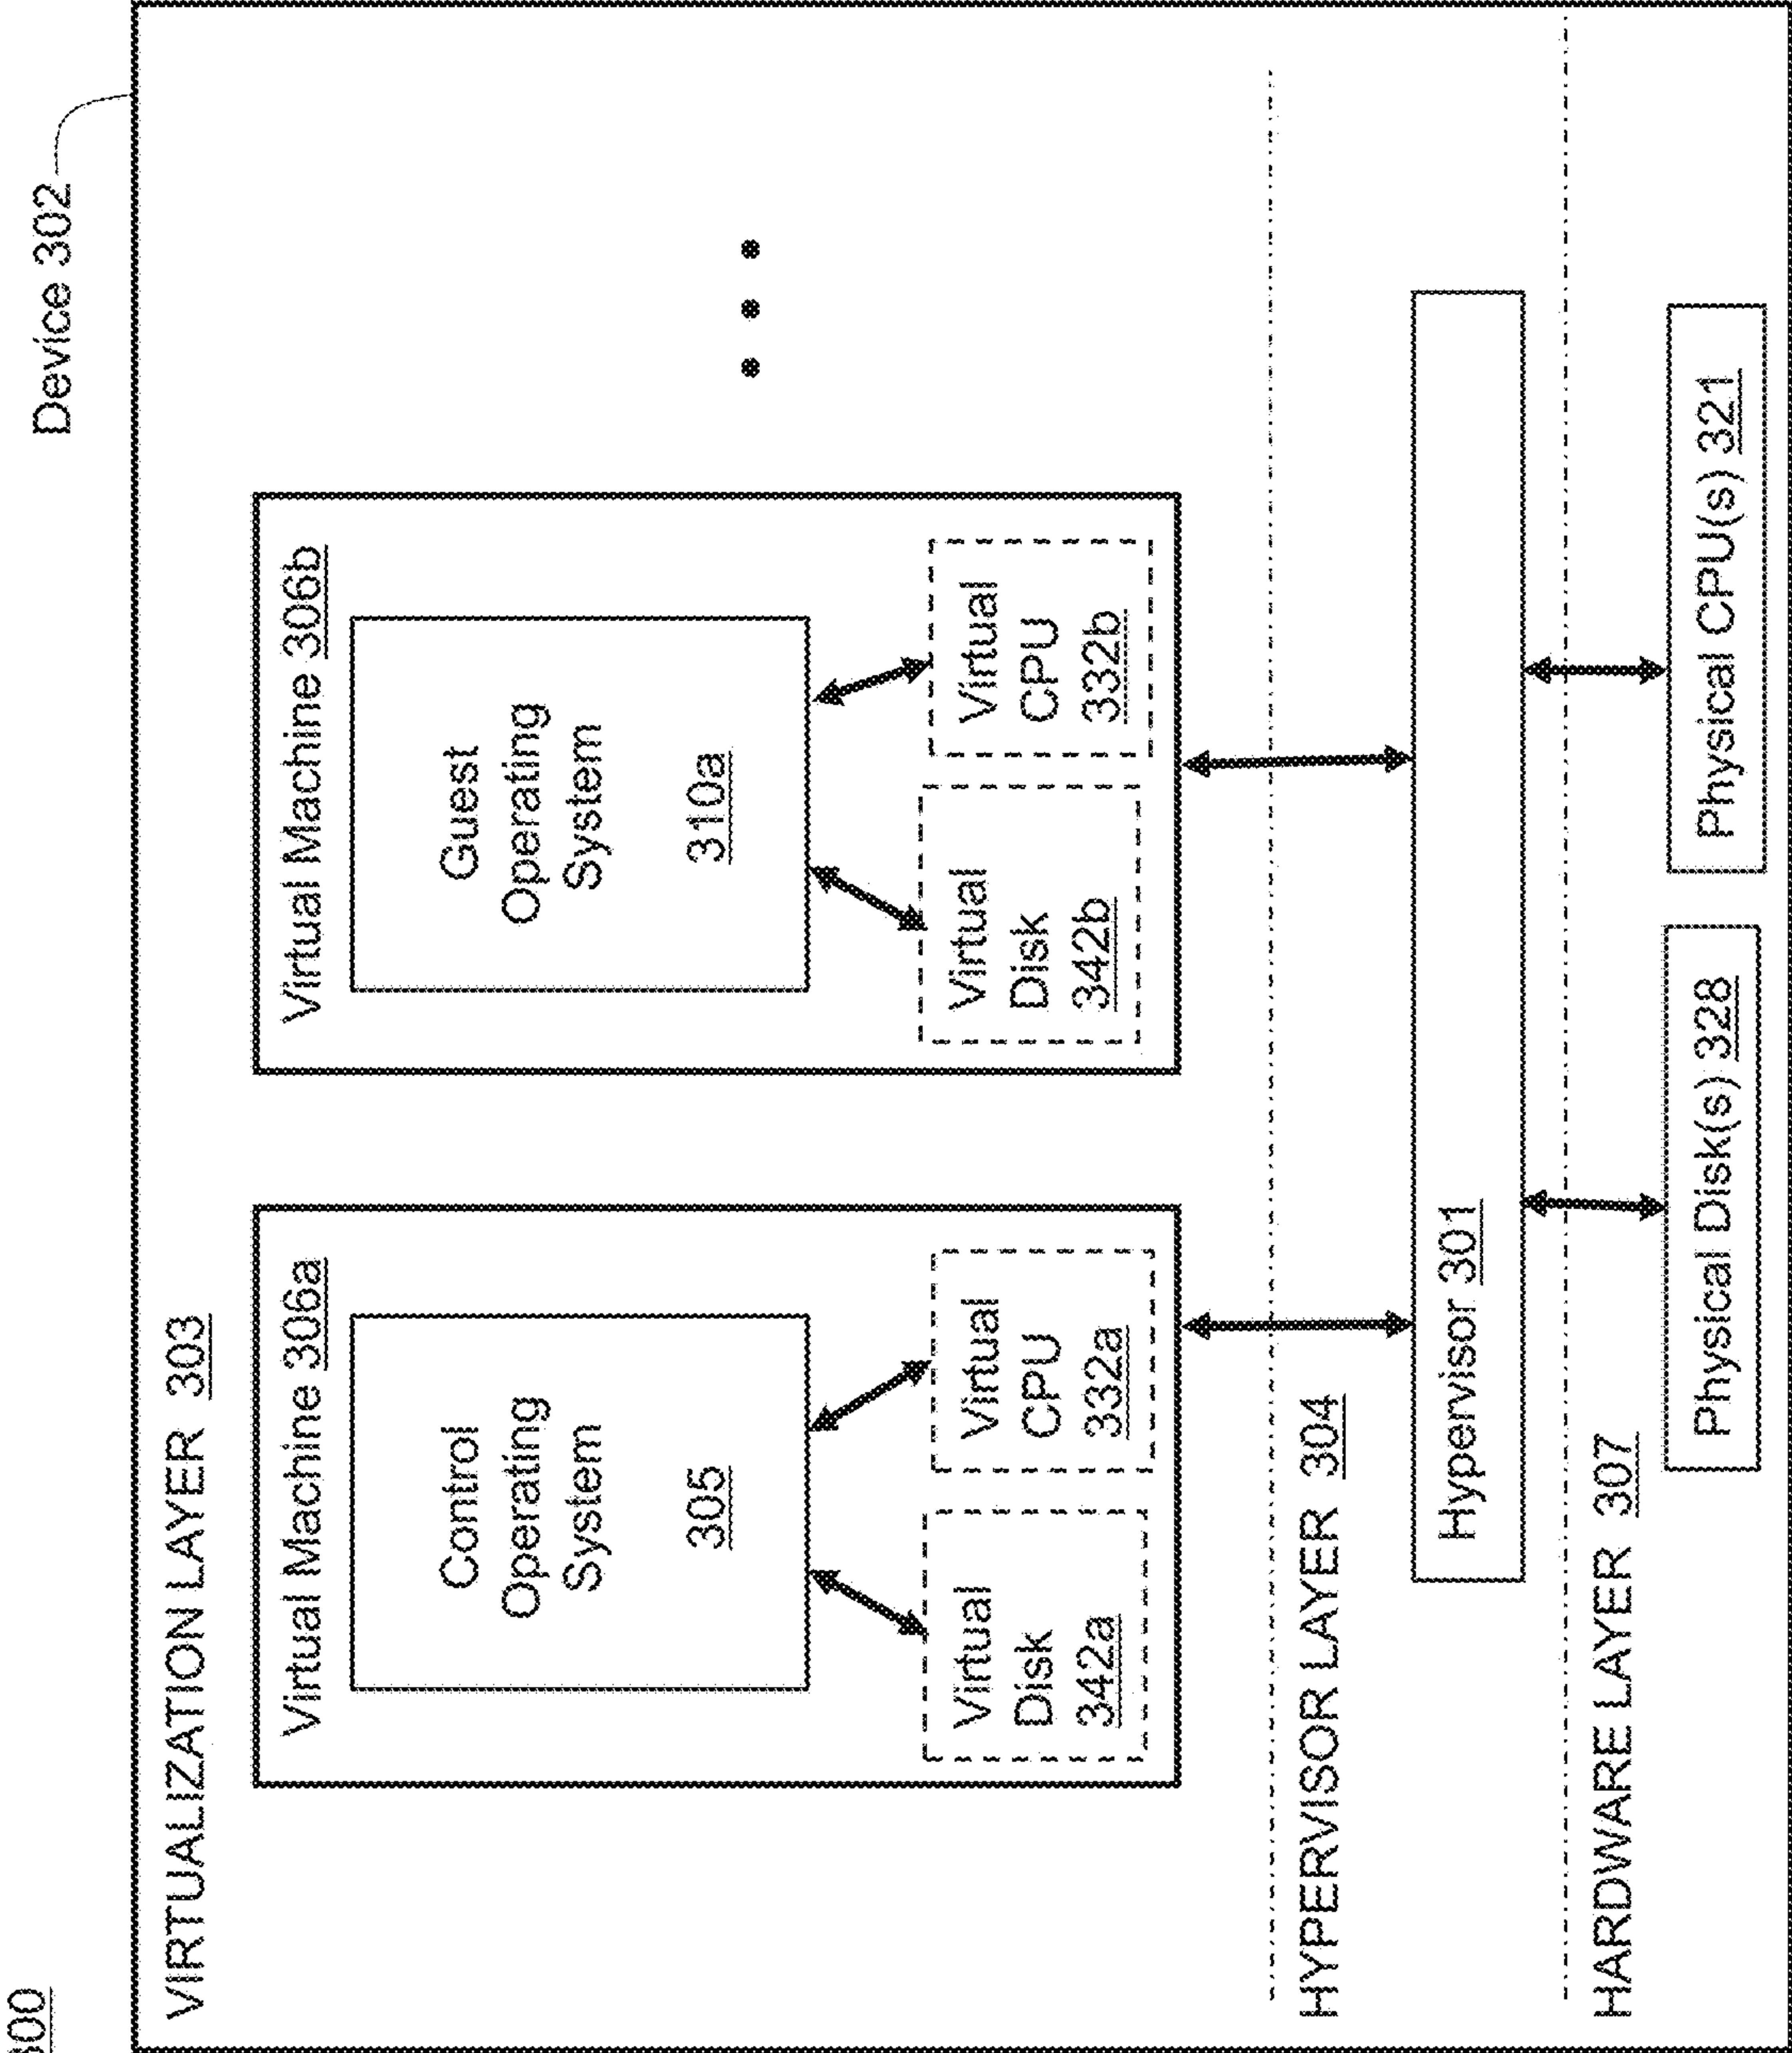 300
Device 302
VIRTUALIZATION LAYER 303
Virtual Machine 306a
Control
Operating
System
305
Virtual
Disk
342a
Virtual
CPU
332a
Virtual Machine 306b
Guest
Operating
System
310a
Virtual
Disk
342b
Virtual
CPU
332b
HYPERVISOR LAYER 304
Hypervisor 301
HARDWARE LAYER 307
Physical Disk(s) 328
Physical CPU(s) 321